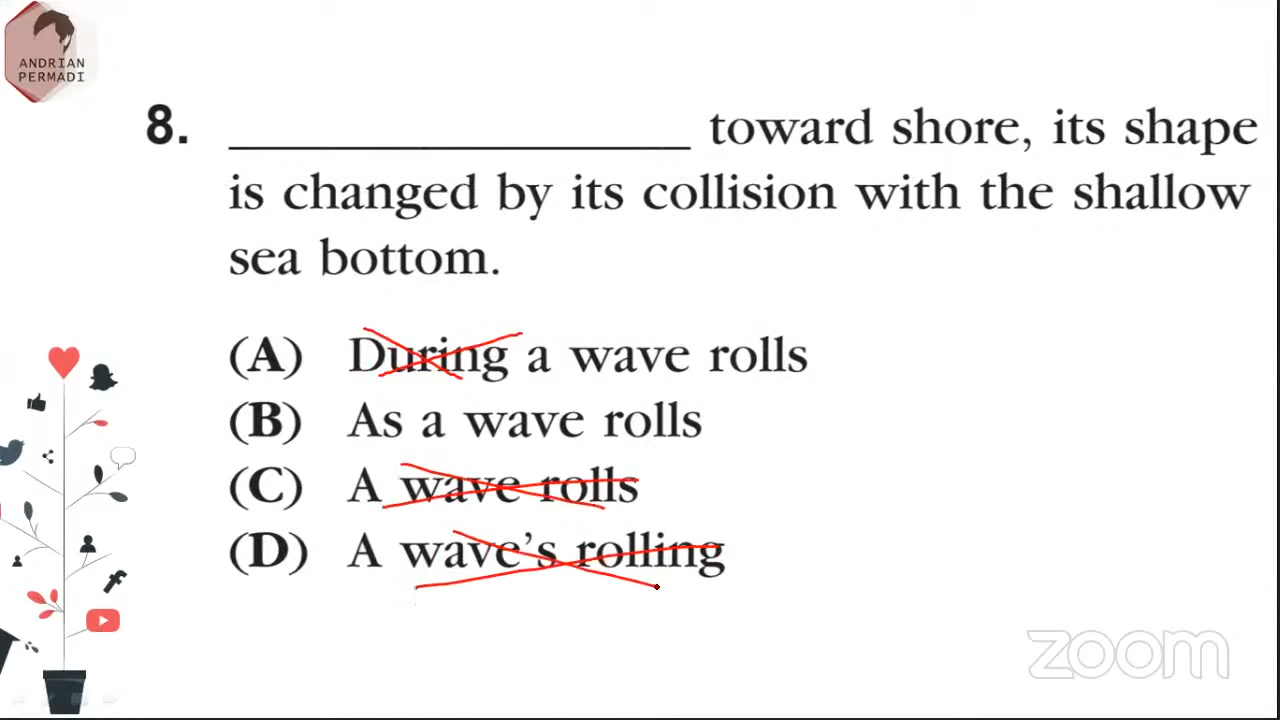 ANDRIAN
PERMADI
8. ____________________ toward shore, its shape
is changed by its collision with the shallow
sea bottom.
(A) During a wave rolls
(B) As a wave rolls
(C) A wave rolls
(D) A wave's rolling
zoom